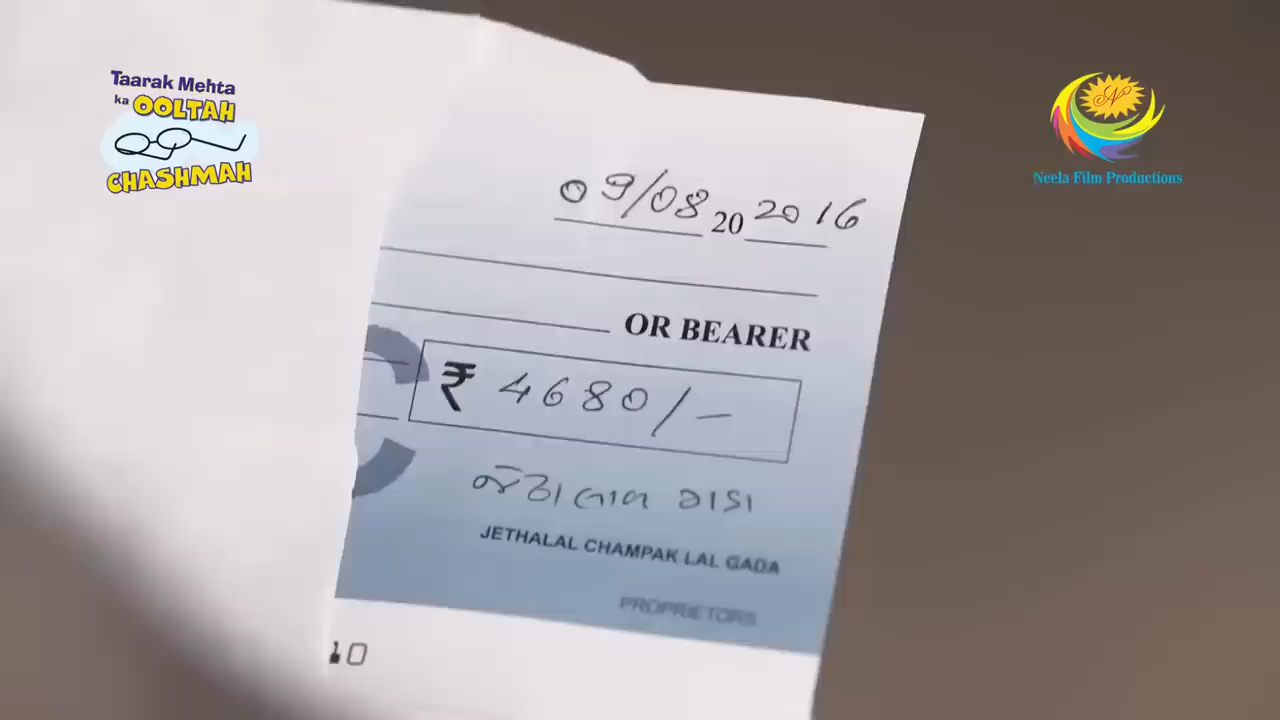 Taarak Mehta
ka OOLTAH
CHASHMAH
Neela Film Productions
09/08 20 2016
OR BEARER
₹ 4680/-
જેઠાલાલ ગડા
JETHALAL CHAMPAK LAL GADA
PROPRIETORS
10